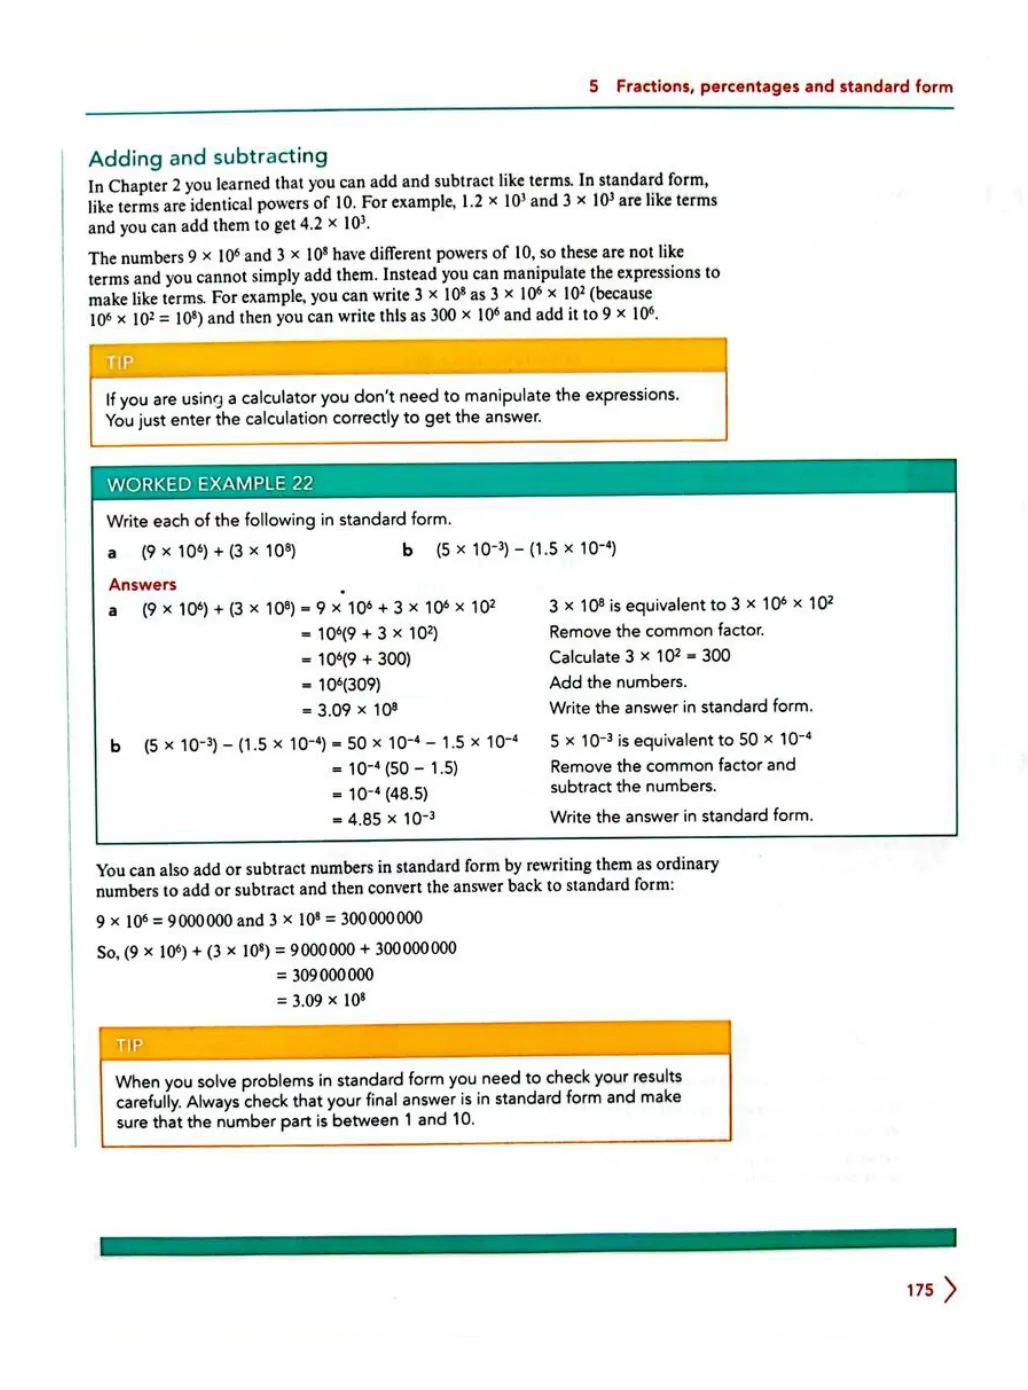 5 Fractions, percentages and standard form
Adding and subtracting
In Chapter 2 you learned that you can add and subtract like terms. In standard form,
like terms are identical powers of 10. For example, 1.2 × 10³ and 3 × 10³ are like terms
and you can add them to get 4.2 × 10³.
The numbers 9 × 10⁶ and 3 × 10⁸ have different powers of 10, so these are not like
terms and you cannot simply add them. Instead you can manipulate the expressions to
make like terms. For example, you can write 3 × 10⁸ as 3 × 10⁶ × 10² (because
10⁶ × 10² = 10⁸) and then you can write this as 300 × 10⁶ and add it to 9 × 10⁶.
TIP
If you are using a calculator you don't need to manipulate the expressions.
You just enter the calculation correctly to get the answer.
WORKED EXAMPLE 22
Write each of the following in standard form.
a (9 × 10⁶) + (3 × 10⁸) b (5 × 10⁻³) – (1.5 × 10⁻⁴)
Answers
a (9 × 10⁶) + (3 × 10⁸) = 9 × 10⁶ + 3 × 10⁶ × 10² 3 × 10⁸ is equivalent to 3 × 10⁶ × 10²
= 10⁶(9 + 3 × 10²) Remove the common factor.
= 10⁶(9 + 300) Calculate 3 × 10² = 300
= 10⁶(309) Add the numbers.
= 3.09 × 10⁸ Write the answer in standard form.
b (5 × 10⁻³) – (1.5 × 10⁻⁴) = 50 × 10⁻⁴ – 1.5 × 10⁻⁴ 5 × 10⁻³ is equivalent to 50 × 10⁻⁴
= 10⁻⁴ (50 – 1.5) Remove the common factor and
= 10⁻⁴ (48.5) subtract the numbers.
= 4.85 × 10⁻³ Write the answer in standard form.
You can also add or subtract numbers in standard form by rewriting them as ordinary
numbers to add or subtract and then convert the answer back to standard form:
9 × 10⁶ = 9 000 000 and 3 × 10⁸ = 300 000 000
So, (9 × 10⁶) + (3 × 10⁸) = 9 000 000 + 300 000 000
= 309 000 000
= 3.09 × 10⁸
TIP
When you solve problems in standard form you need to check your results
carefully. Always check that your final answer is in standard form and make
sure that the number part is between 1 and 10.
175 ⟩